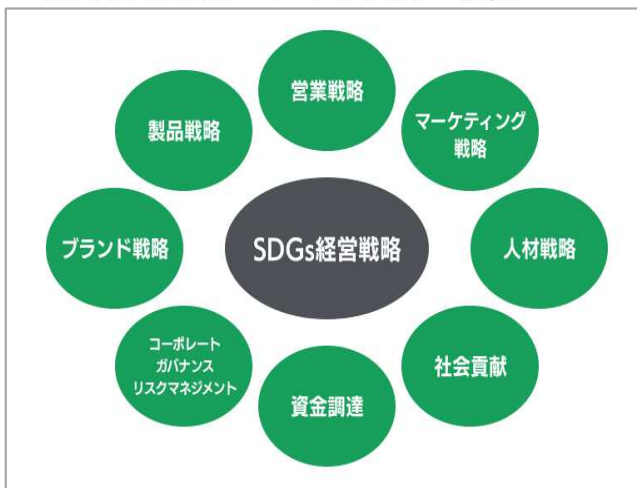 営業戦略
マーケティング
戦略
人材戦略
社会貢献
資金調達
コーポレート
ガバナンス
リスクマネジメント
ブランド戦略
製品戦略
SDGs経営戦略